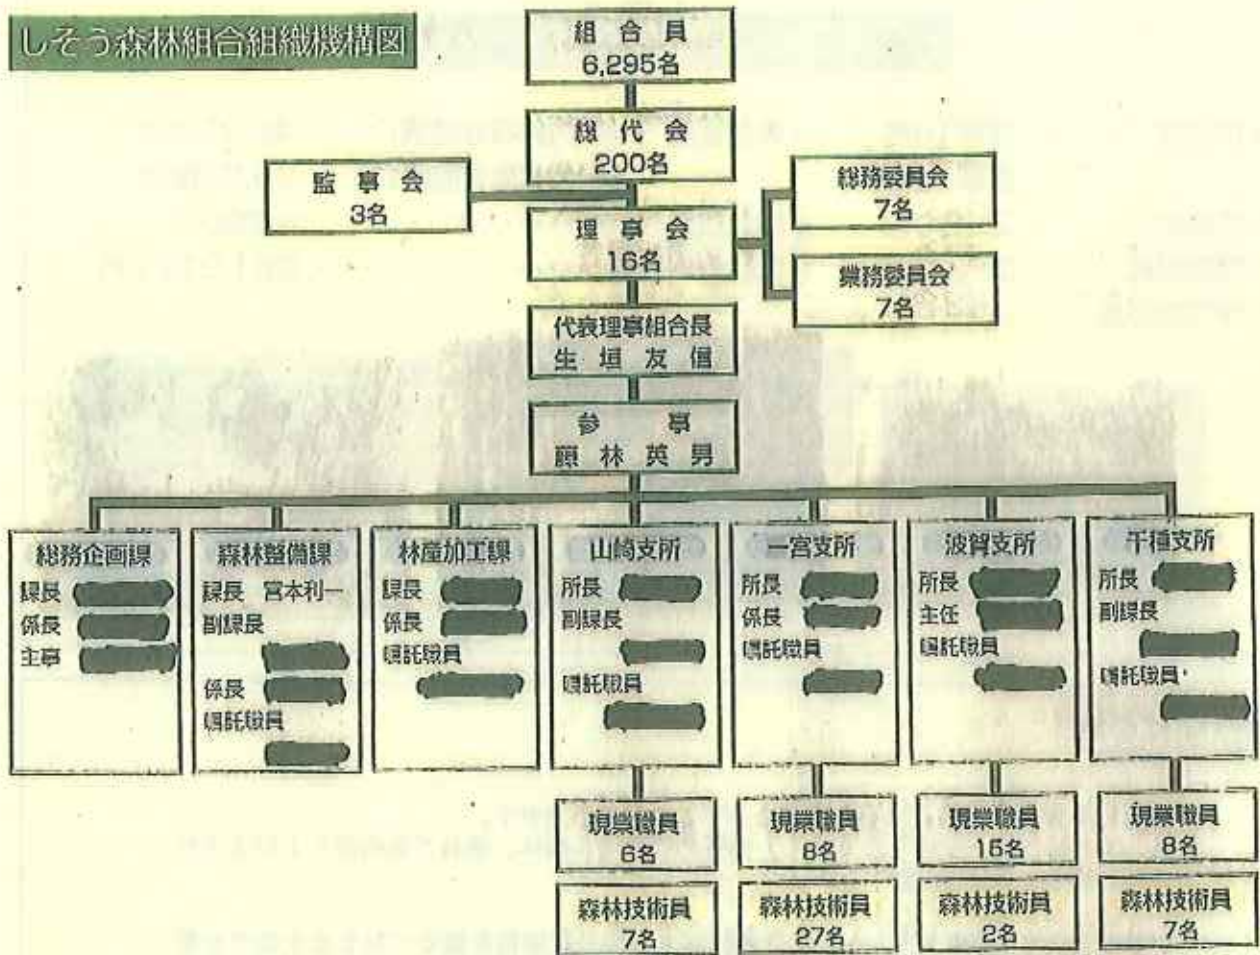 しそう森林組合組織機構図
組合員
6,295名
総代会
200名
監事会
3名
総務委員会
7名
理事会
16名
業務委員会
7名
代表理事組合長
生垣友信
参事
藤林英男
総務企画課
課長
係長
主事
森林整備課
課長 宮本利一
副課長
係長
嘱託職員
林産加工課
課長
係長
嘱託職員
山崎支所
所長
副課長
嘱託職員
一宮支所
所長
係長
嘱託職員
波賀支所
所長
主任
嘱託職員
千種支所
所長
副課長
嘱託職員
現業職員
6名
現業職員
8名
現業職員
15名
現業職員
8名
森林技術員
7名
森林技術員
27名
森林技術員
2名
森林技術員
7名